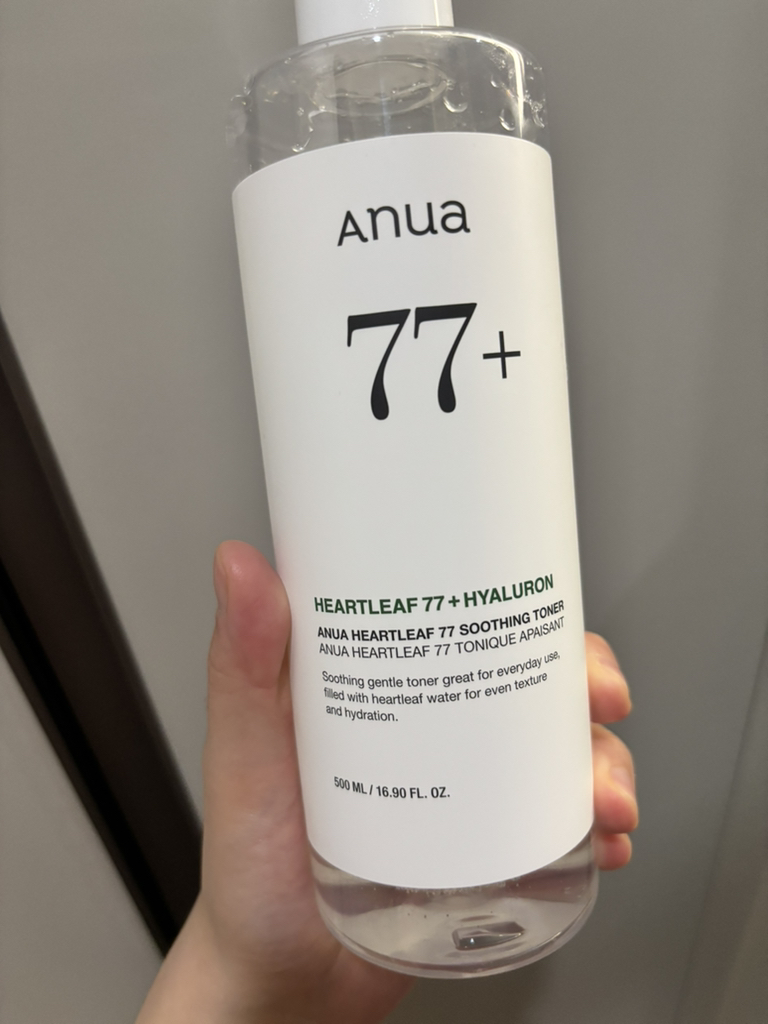 Anua
77+
HEARTLEAF 77 + HYALURON
ANUA HEARTLEAF 77 SOOTHING TONER
ANUA HEARTLEAF 77 TONIQUE APAISANT
Soothing gentle toner great for everyday use,
filled with heartleaf water for even texture
and hydration.
500 ML / 16.90 FL. OZ.